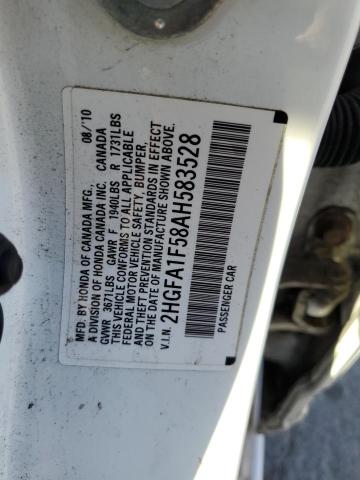 MFD. BY HONDA OF CANADA MFG., 08/'10
A DIVISION OF HONDA CANADA INC. CANADA
GVWR 3671LBS GAWR F 1940LBS R 1731LBS
THIS VEHICLE CONFORMS TO ALL APPLICABLE
FEDERAL MOTOR VEHICLE SAFETY, BUMPER,
AND THEFT PREVENTION STANDARDS IN EFFECT
ON THE DATE OF MANUFACTURE SHOWN ABOVE.
V.I.N. 2HGFA1F58AH583528
PASSENGER CAR